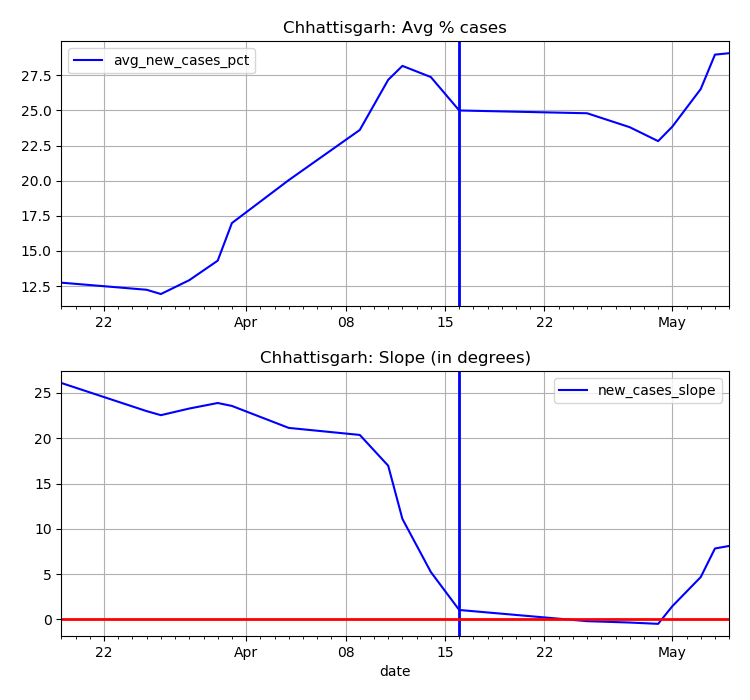 Chhattisgarh: Avg % cases
avg_new_cases_pct
27.5
25.0
22.5
20.0
17.5
15.0
12.5
22 Apr 08 15 22 May
Chhattisgarh: Slope (in degrees)
new_cases_slope
25
20
15
10
5
0
22 Apr 08 15 22 May
date